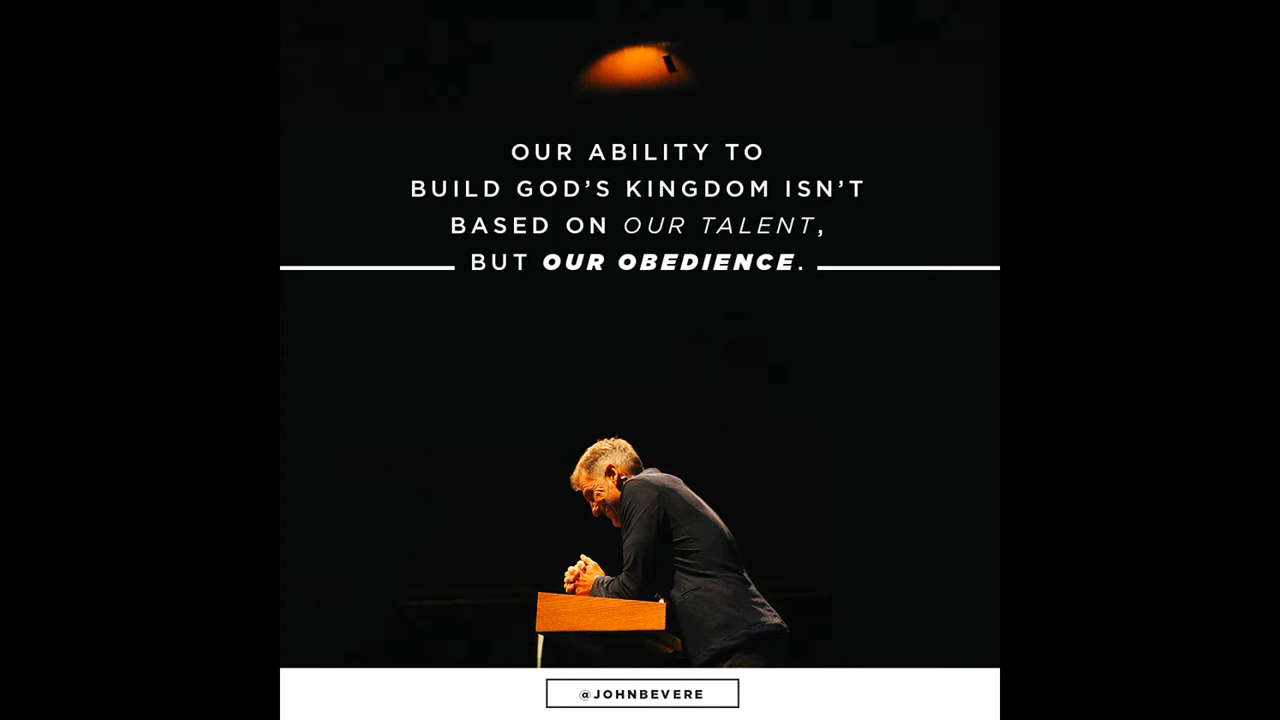 OUR ABILITY TO
BUILD GOD’S KINGDOM ISN’T
BASED ON OUR TALENT,
BUT OUR OBEDIENCE.
@JOHNBEVERE